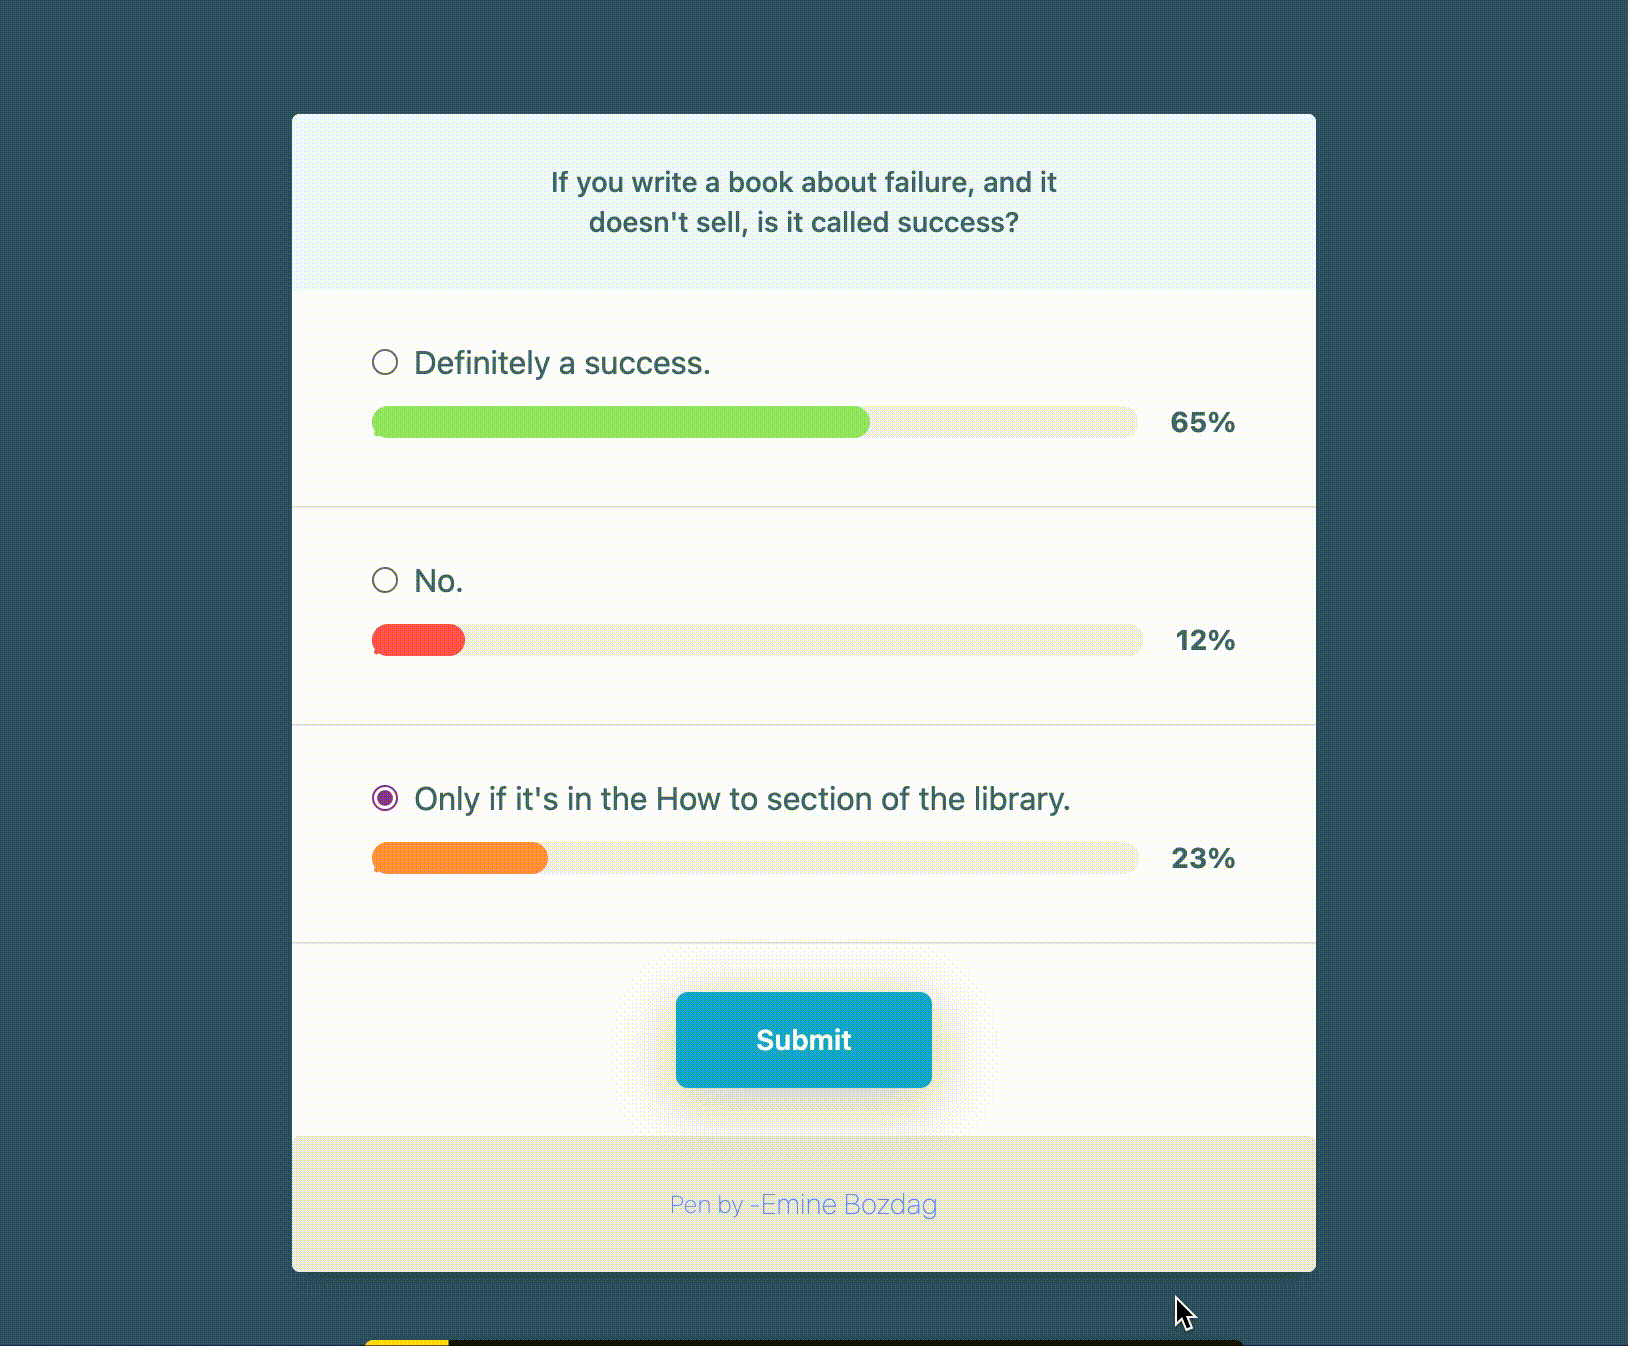 If you write a book about failure, and it
doesn't sell, is it called success?
Definitely a success.
65%
No.
12%
Only if it's in the How to section of the library.
23%
Submit
Pen by -Emine Bozdag